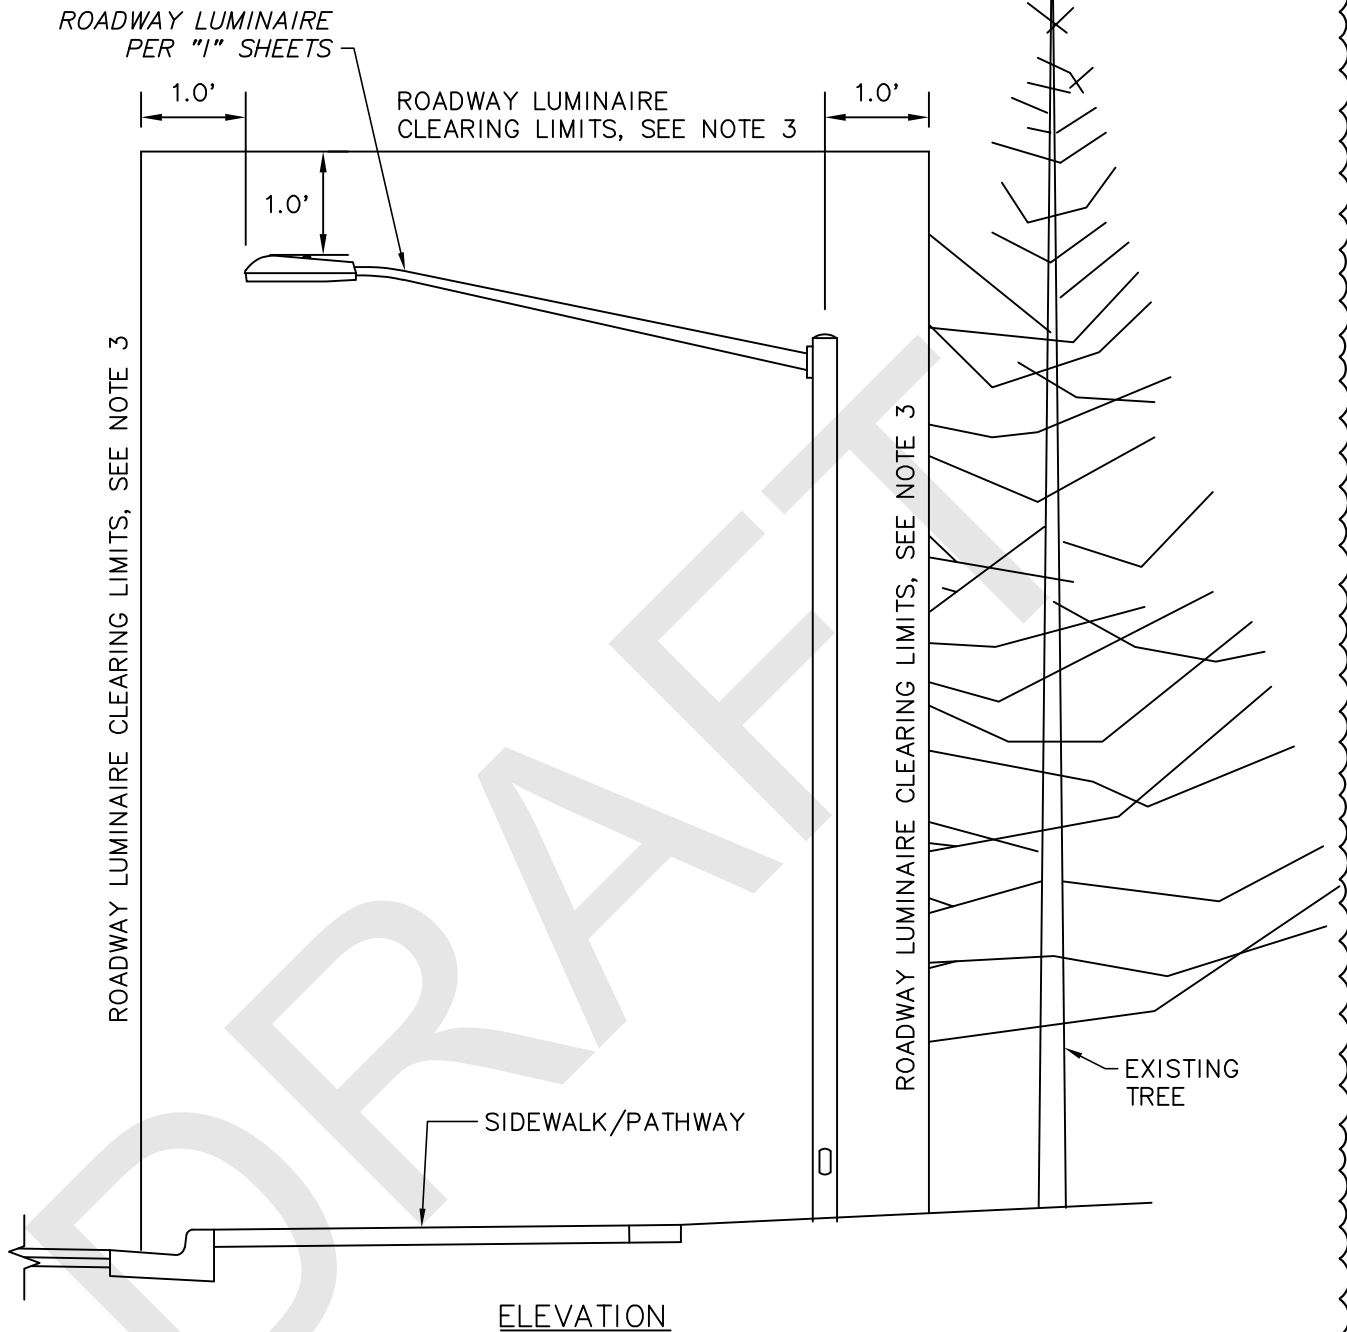 ROADWAY LUMINAIRE
PER "I" SHEETS
1.0'
ROADWAY LUMINAIRE
CLEARING LIMITS, SEE NOTE 3
1.0'
1.0'
ROADWAY LUMINAIRE CLEARING LIMITS, SEE NOTE 3
ROADWAY LUMINAIRE CLEARING LIMITS, SEE NOTE 3
EXISTING
TREE
SIDEWALK/PATHWAY
ELEVATION
DRAFT